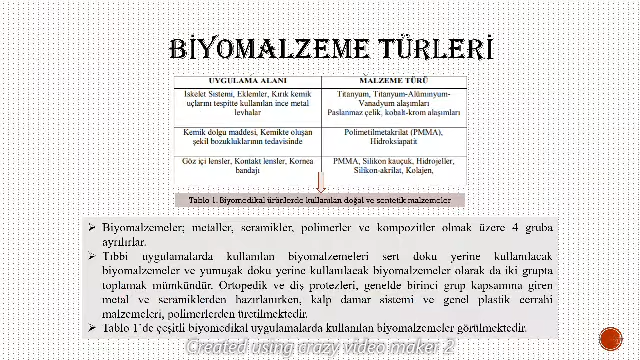 BİYOMALZEME TÜRLERİ
UYGULAMA ALANI MALZEME TÜRÜ
İskelet Sistemi, Eklemler, Kırık kemik Titanyum, Titanyum-Alüminyum-
uçlarını tespitte kullanılan ince metal Vanadyum alaşımları
levhalar Paslanmaz çelik, kobalt-krom alaşımları
Kemik dolgu maddesi, Kemikte oluşan Polimetilmetakrilat (PMMA),
şekil bozukluklarının tedavisinde Hidroksiapatit
Göz içi lensler, Kontakt lensler, Kornea PMMA, Silikon kauçuk, Hidrojeller,
bandajı Silikon-akrilat, Kolajen,
Tablo 1. Biyomedikal ürünlerde kullanılan doğal ve sentetik malzemeler
➢ Biyomalzemeler; metaller, seramikler, polimerler ve kompozitler olmak üzere 4 gruba
ayrılırlar.
➢ Tıbbi uygulamalarda kullanılan biyomalzemeleri sert doku yerine kullanılacak
biyomalzemeler ve yumuşak doku yerine kullanılacak biyomalzemeler olarak da iki grupta
toplamak mümkündür. Ortopedik ve diş protezleri, genelde birinci grup kapsamına giren
metal ve seramiklerden hazırlanırken, kalp damar sistemi ve genel plastik cerrahi
malzemeleri, polimerlerden üretilmektedir.
➢ Tablo 1'de çeşitli biyomedikal uygulamalarda kullanılan biyomalzemeler görülmektedir.
Created using crazy video maker 2